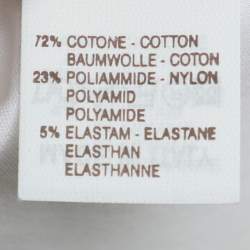 72% COTONE - COTTON
BAUMWOLLE - COTON
23% POLIAMMIDE - NYLON
POLYAMID
POLYAMIDE
5% ELASTAM - ELASTANE
ELASTHAN
ELASTHANNE